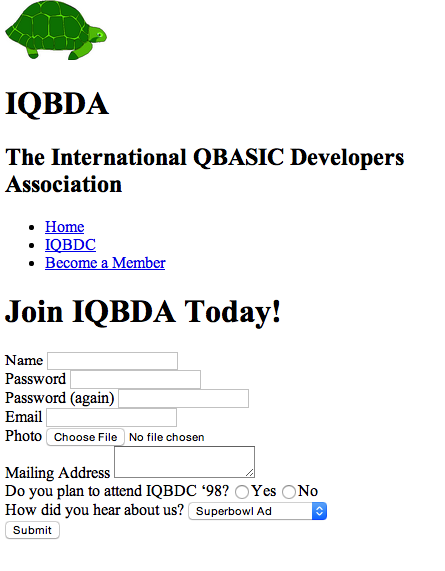 IQBDA
The International QBASIC Developers
Association
Home
IQBDC
Become a Member
Join IQBDA Today!
Name
Password
Password (again)
Email
Photo Choose File No file chosen
Mailing Address
Do you plan to attend IQBDC ‘98? Yes No
How did you hear about us? Superbowl Ad
Submit